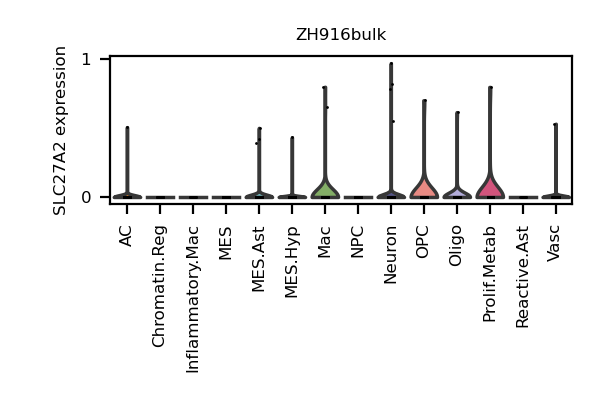 ZH916bulk
SLC27A2 expression
1
0
AC
Chromatin.Reg
Inflammatory.Mac
MES
MES.Ast
MES.Hyp
Mac
NPC
Neuron
OPC
Oligo
Prolif.Metab
Reactive.Ast
Vasc